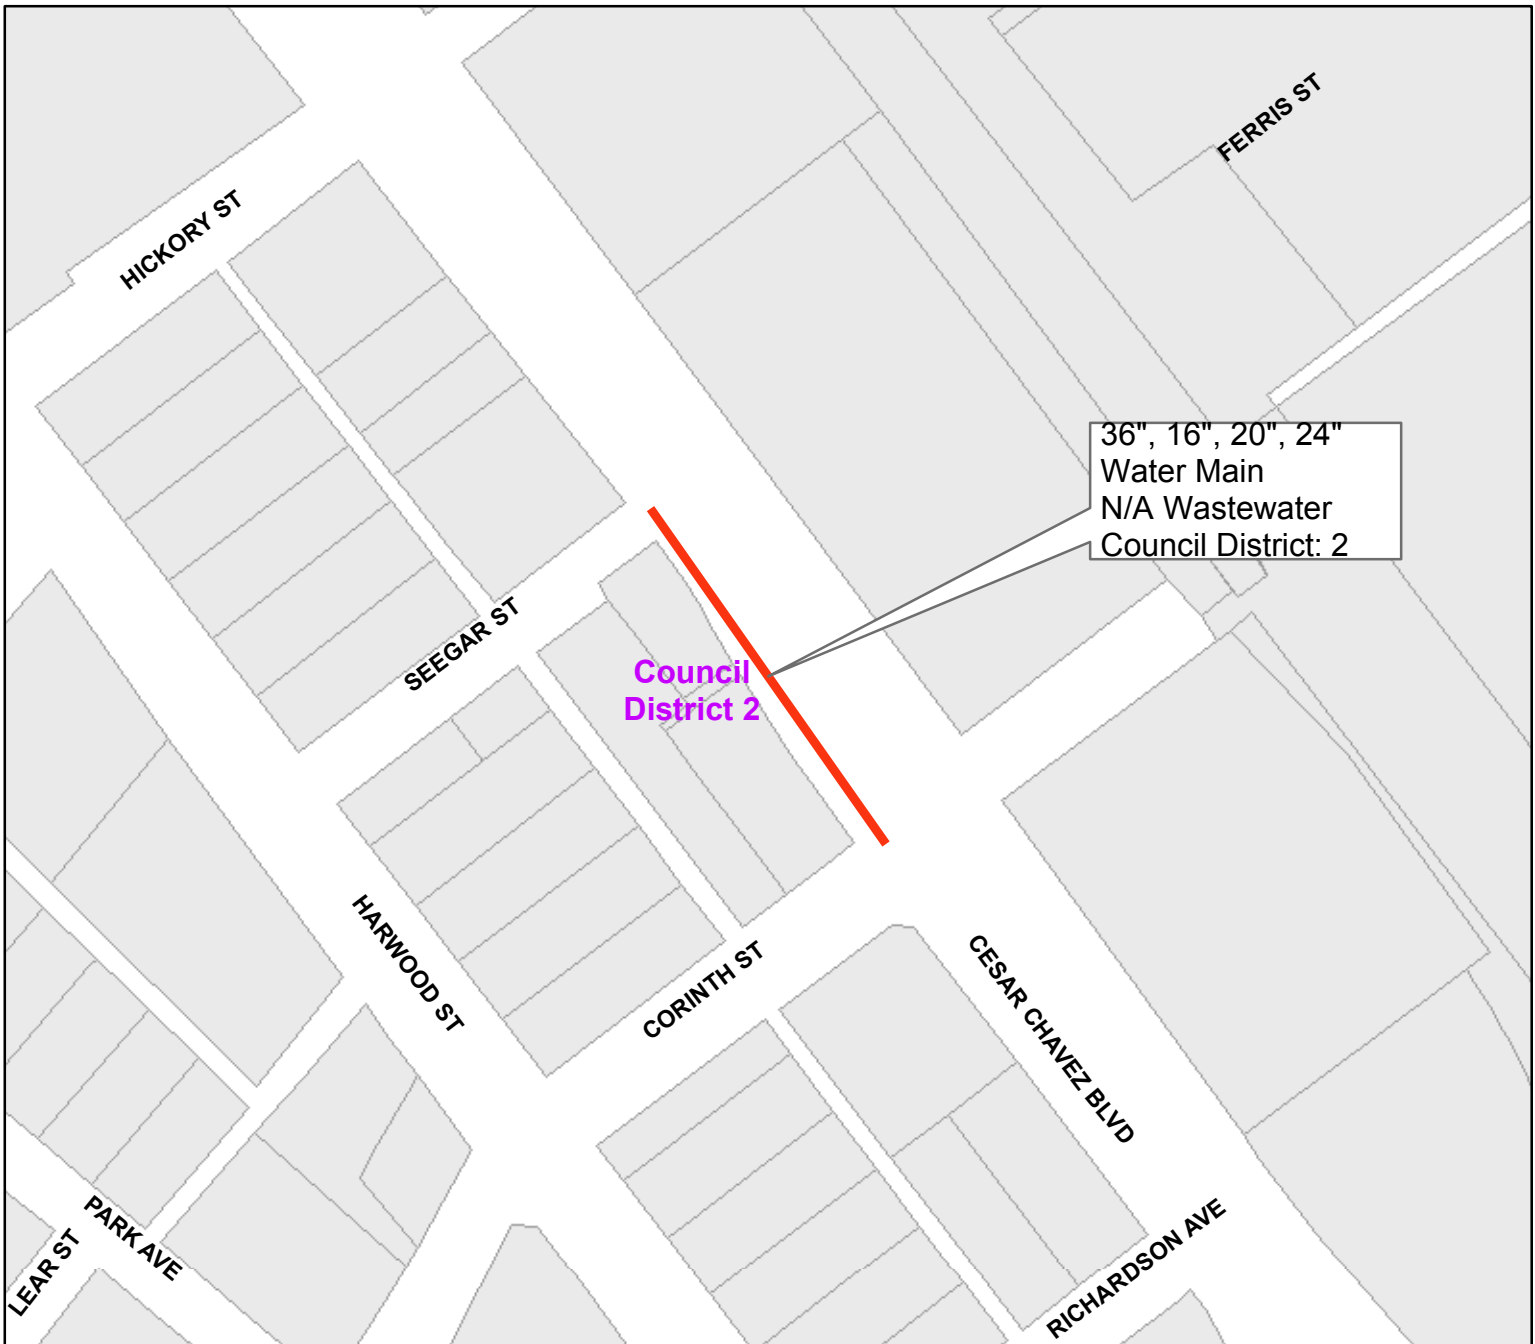 FERRIS ST
HICKORY ST
36", 16", 20", 24"
Water Main
N/A Wastewater
Council District: 2
SEEGAR ST
Council
District 2
HARWOOD ST
CORINTH ST
CESAR CHAVEZ BLVD
PARK AVE
LEAR ST
RICHARDSON AVE